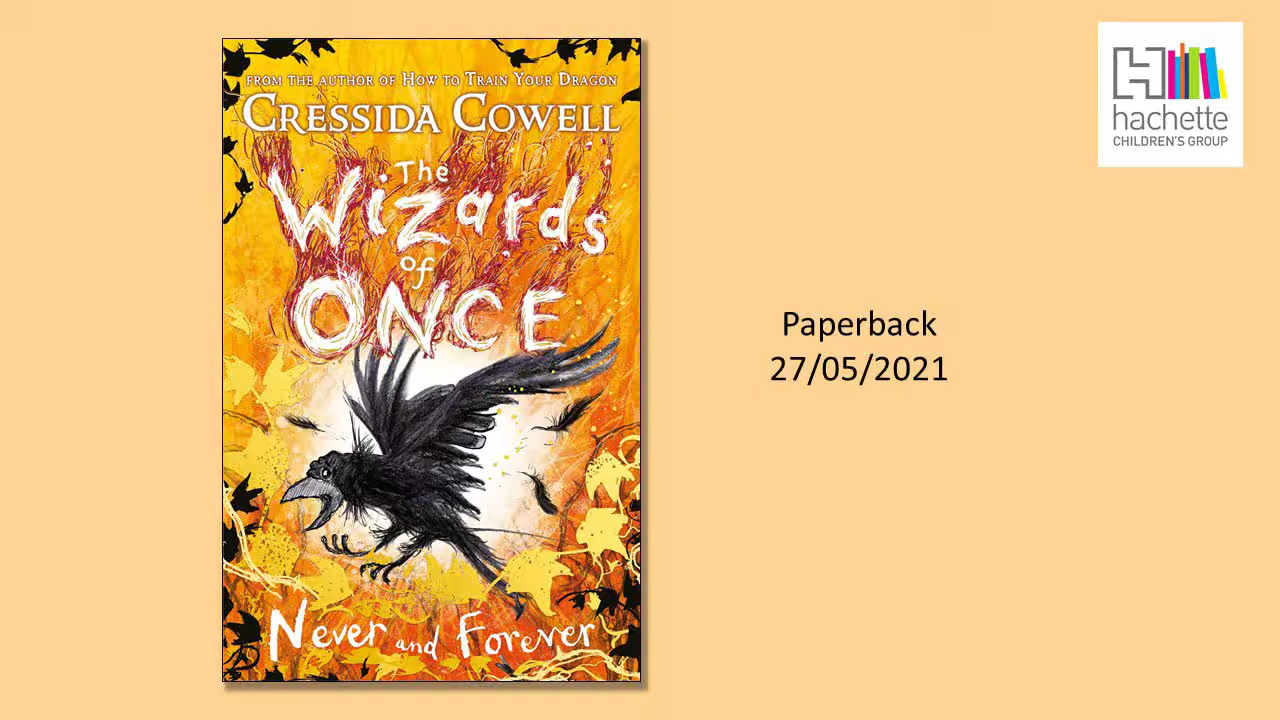 FROM THE AUTHOR OF HOW TO TRAIN YOUR DRAGON
CRESSIDA COWELL
The
Wizards
of
ONCE
Never and Forever
Paperback
27/05/2021
hachette
CHILDREN'S GROUP